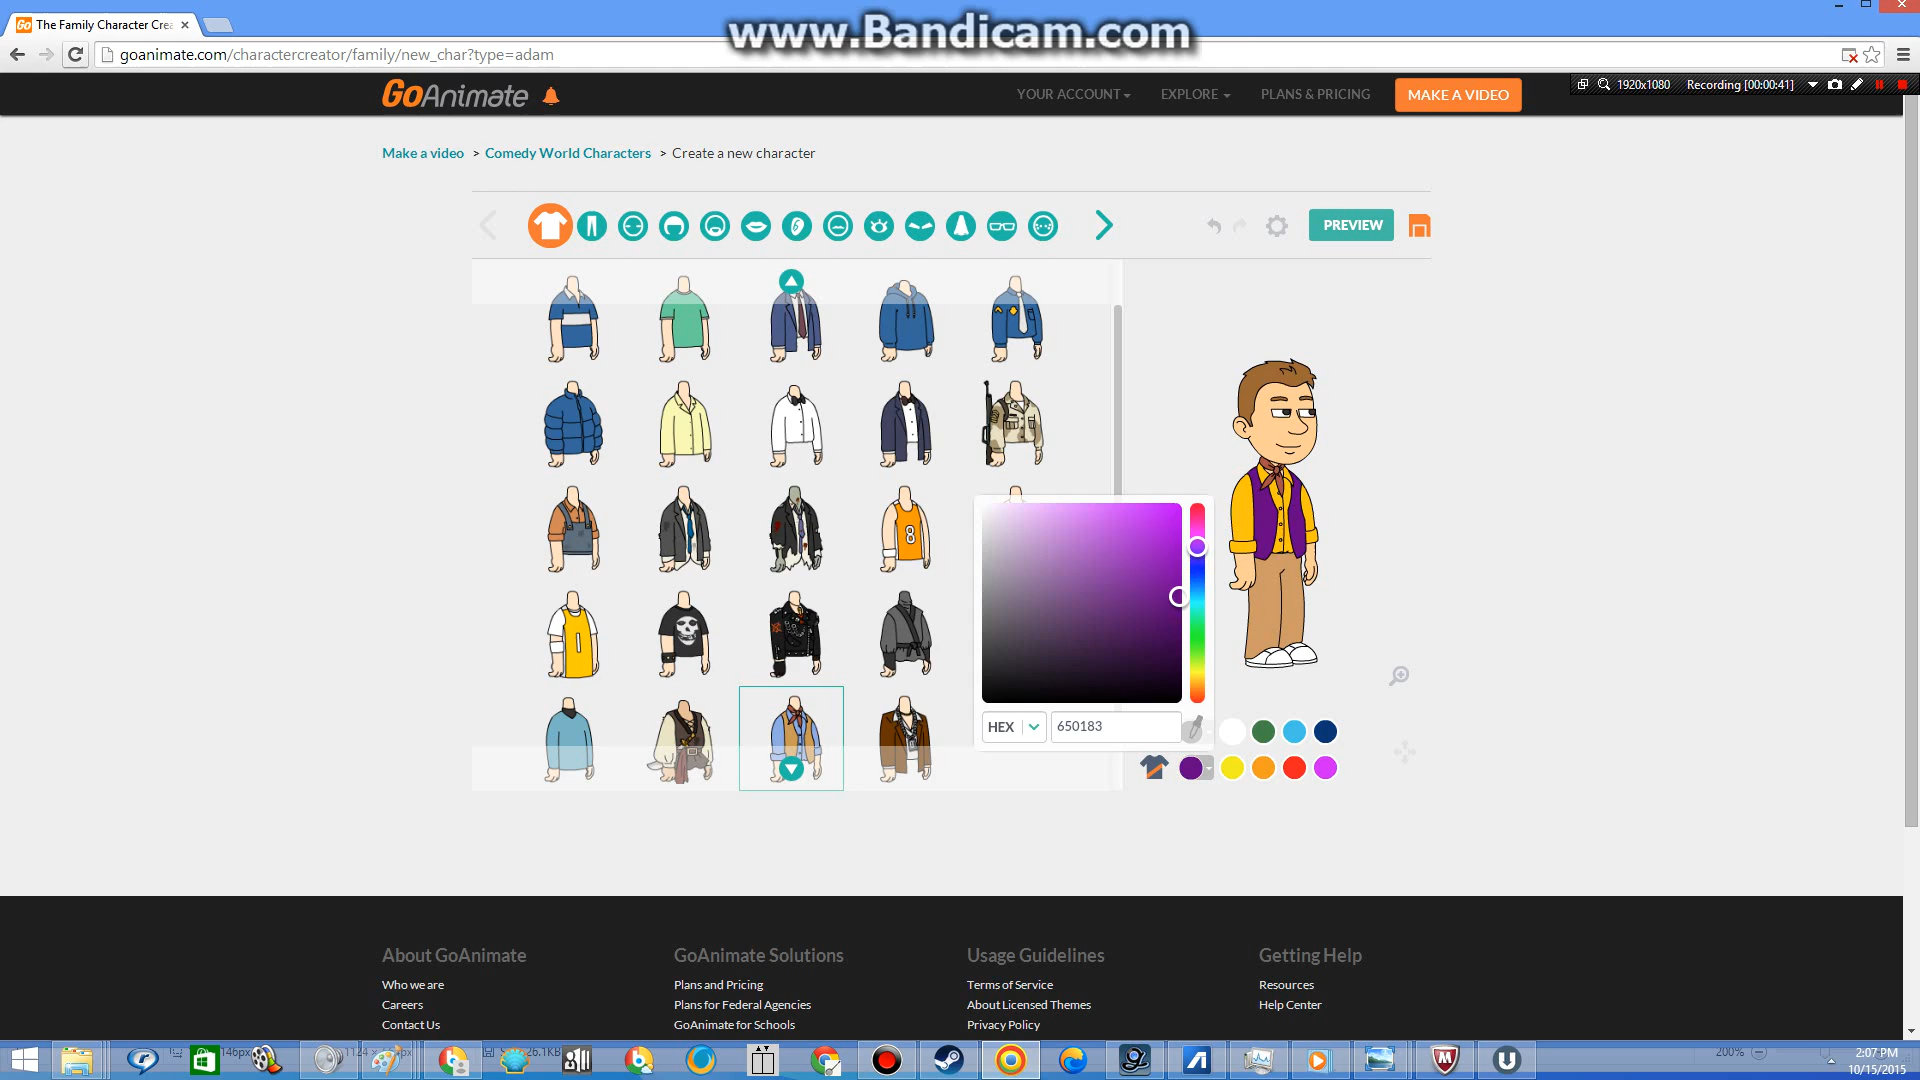 The Family Character Crea
www.Bandicam.com
goanimate.com/charactercreator/family/new_char?type=adam
GoAnimate
YOUR ACCOUNT
EXPLORE
PLANS & PRICING
MAKE A VIDEO
1920x1080
Recording [00:00:41]
Make a video > Comedy World Characters > Create a new character
PREVIEW
8
1
HEX
650183
About GoAnimate
GoAnimate Solutions
Usage Guidelines
Getting Help
Who we are
Plans and Pricing
Terms of Service
Resources
Careers
Plans for Federal Agencies
About Licensed Themes
Help Center
Contact Us
GoAnimate for Schools
Privacy Policy
200%
2:07 PM
10/15/2015